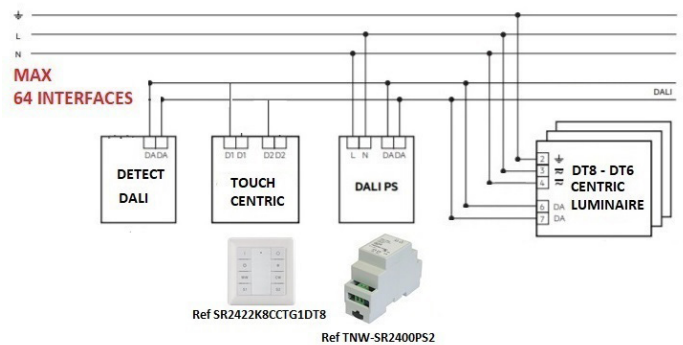 L
N
MAX
64 INTERFACES
DALI
DA DA
D1 D1 D2 D2
L N DA DA
DETECT
DALI
TOUCH
CENTRIC
DALI PS
2
3
4
6 DA
7 DA
DT8 - DT6
CENTRIC
LUMINAIRE
Ref SR2422K8CCTG1DT8
Ref TNW-SR2400PS2